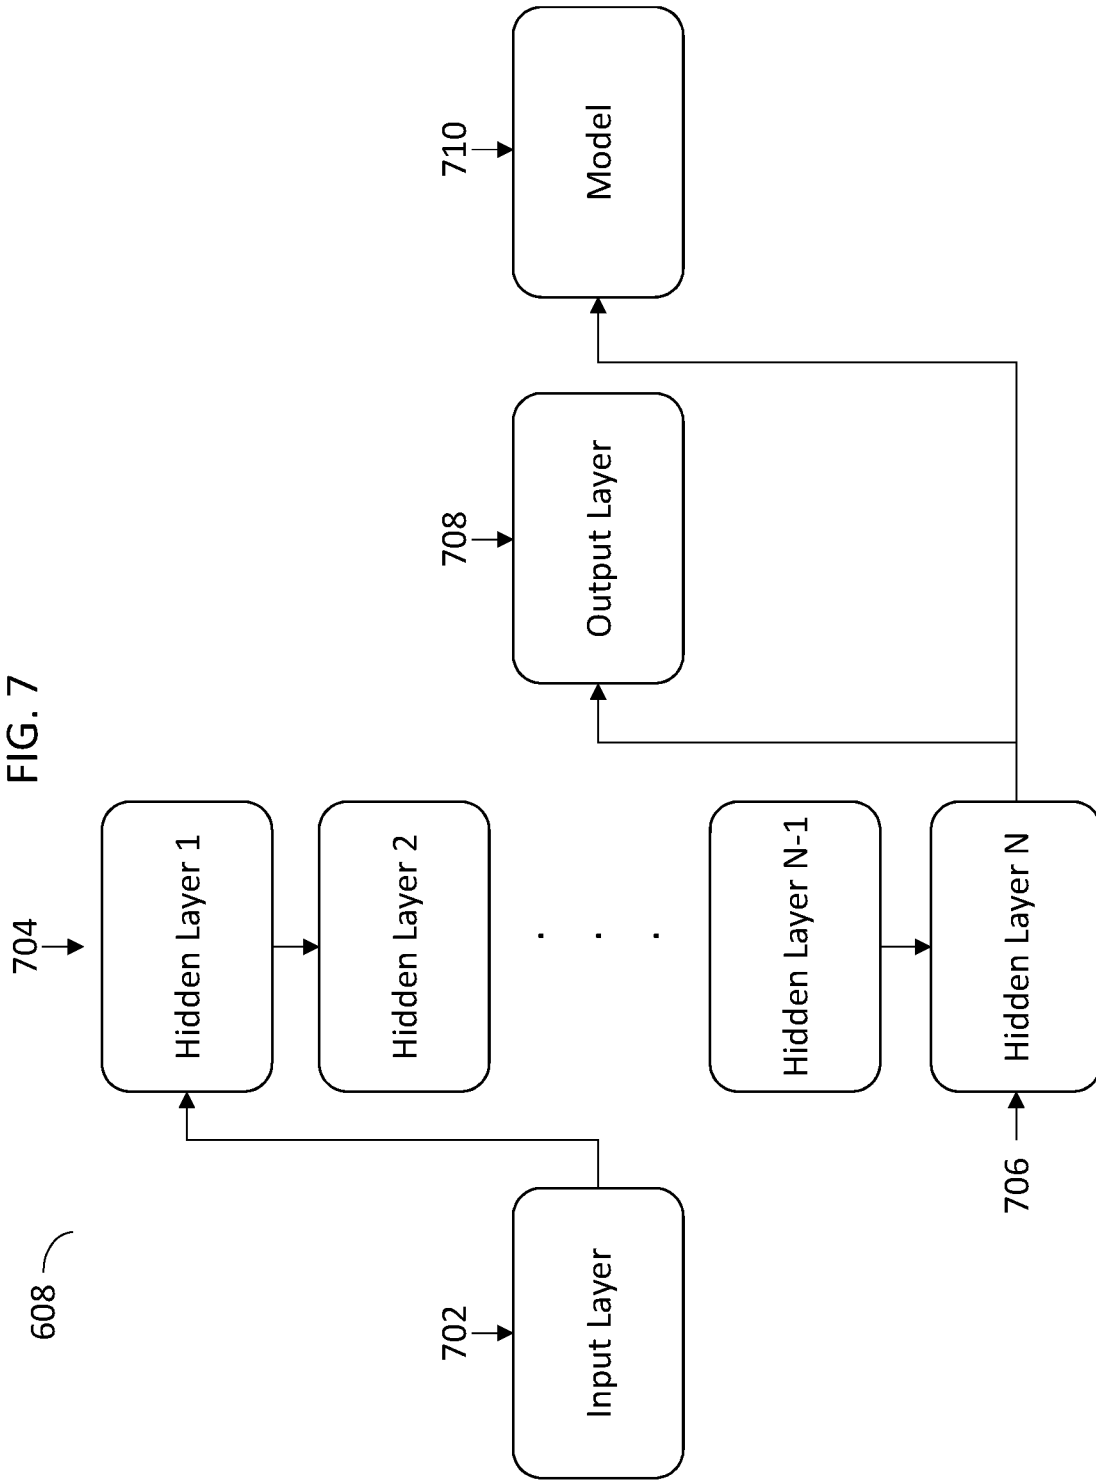 FIG. 7
608
704
702
Input Layer
Hidden Layer 1
Hidden Layer 2
.
.
.
Hidden Layer N-1
706
Hidden Layer N
708
Output Layer
710
Model